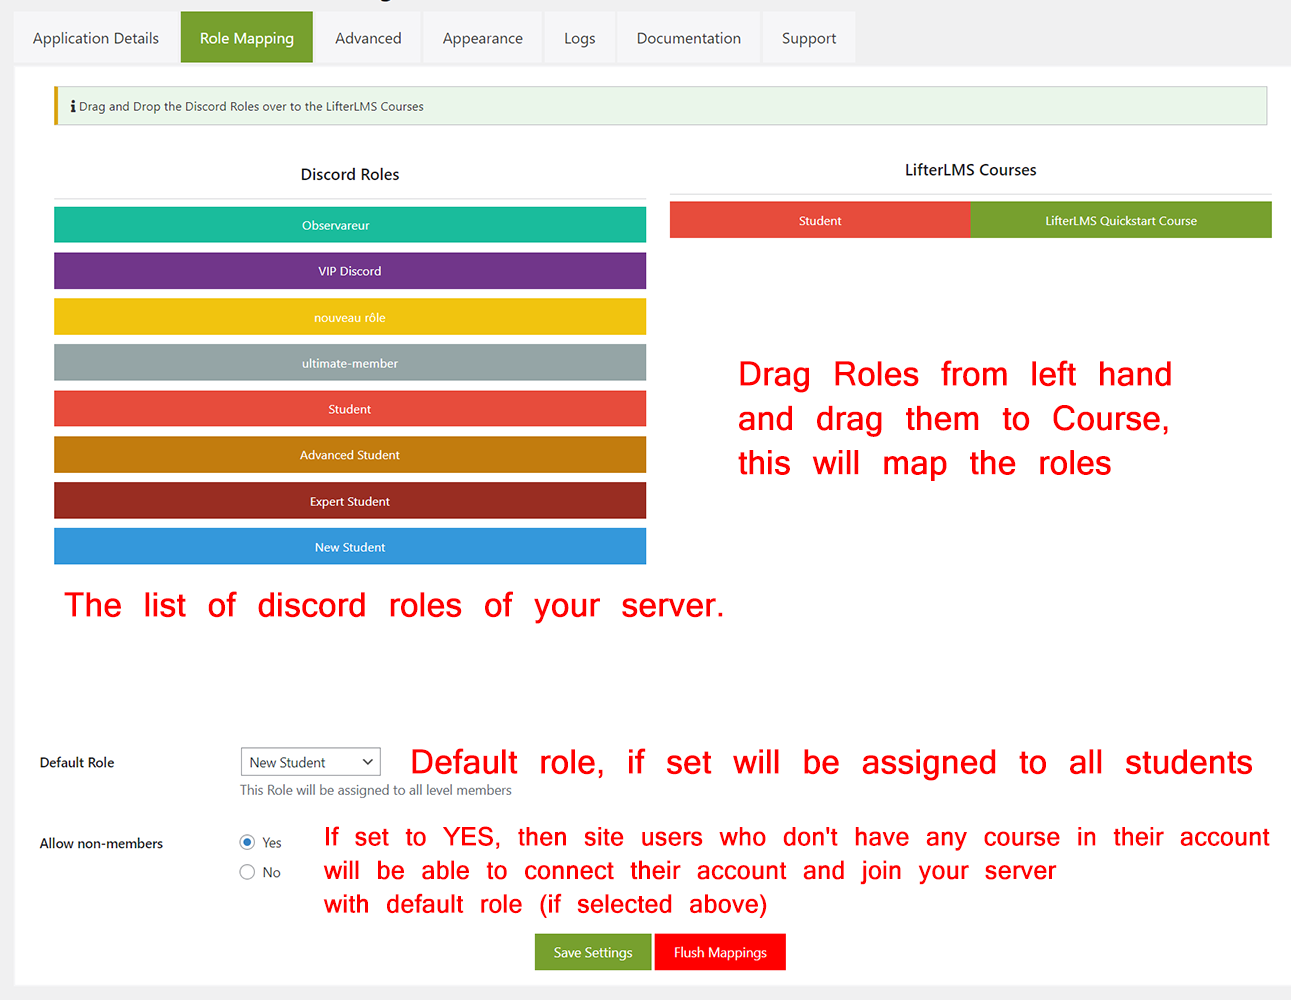 Application Details
Role Mapping
Advanced
Appearance
Logs
Documentation
Support
Drag and Drop the Discord Roles over to the LifterLMS Courses
Discord Roles
Observareur
VIP Discord
nouveau rôle
ultimate-member
Student
Advanced Student
Expert Student
New Student
The list of discord roles of your server.
LifterLMS Courses
Student
LifterLMS Quickstart Course
Drag Roles from left hand
and drag them to Course,
this will map the roles
Default Role
New Student
This Role will be assigned to all level members
Default role, if set will be assigned to all students
Allow non-members
Yes
No
If set to YES, then site users who don't have any course in their account
will be able to connect their account and join your server
with default role (if selected above)
Save Settings
Flush Mappings